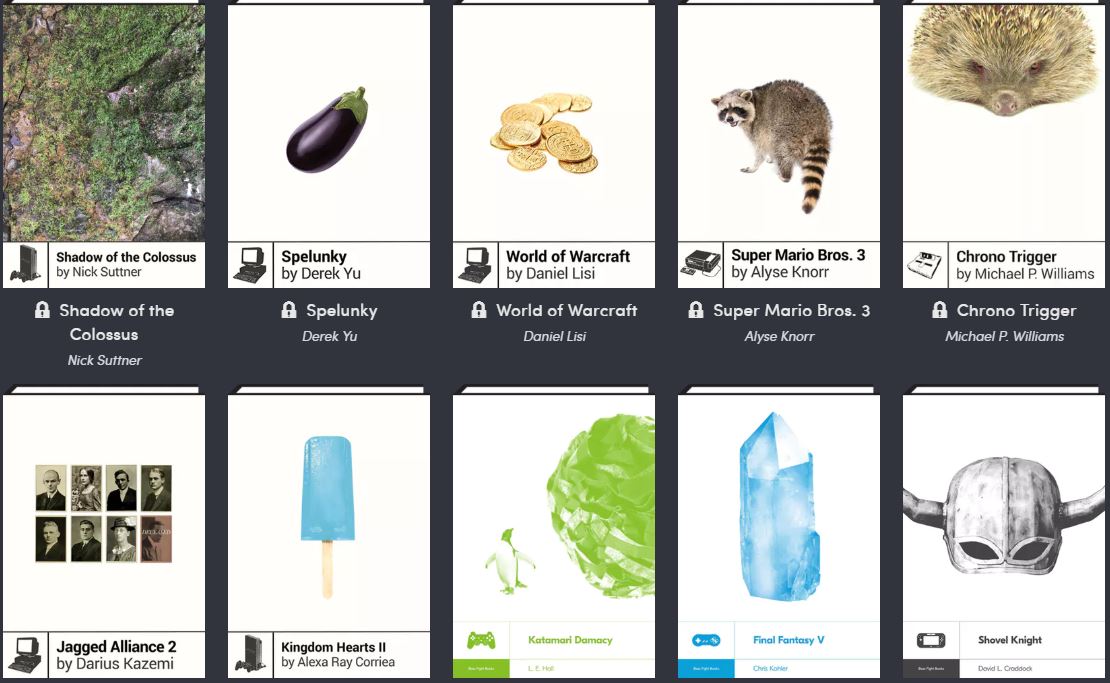 Shadow of the Colossus
by Nick Suttner
Spelunky
by Derek Yu
World of Warcraft
by Daniel Lisi
Super Mario Bros. 3
by Alyse Knorr
Chrono Trigger
by Michael P. Williams
Shadow of the
Colossus
Nick Suttner
Spelunky
Derek Yu
World of Warcraft
Daniel Lisi
Super Mario Bros. 3
Alyse Knorr
Chrono Trigger
Michael P. Williams
Jagged Alliance 2
by Darius Kazemi
Kingdom Hearts II
by Alexa Ray Corriea
Katamari Damacy
Boss Fight Books
L. E. Hall
Final Fantasy V
Boss Fight Books
Chris Kohler
Shovel Knight
Boss Fight Books
David L. Craddock